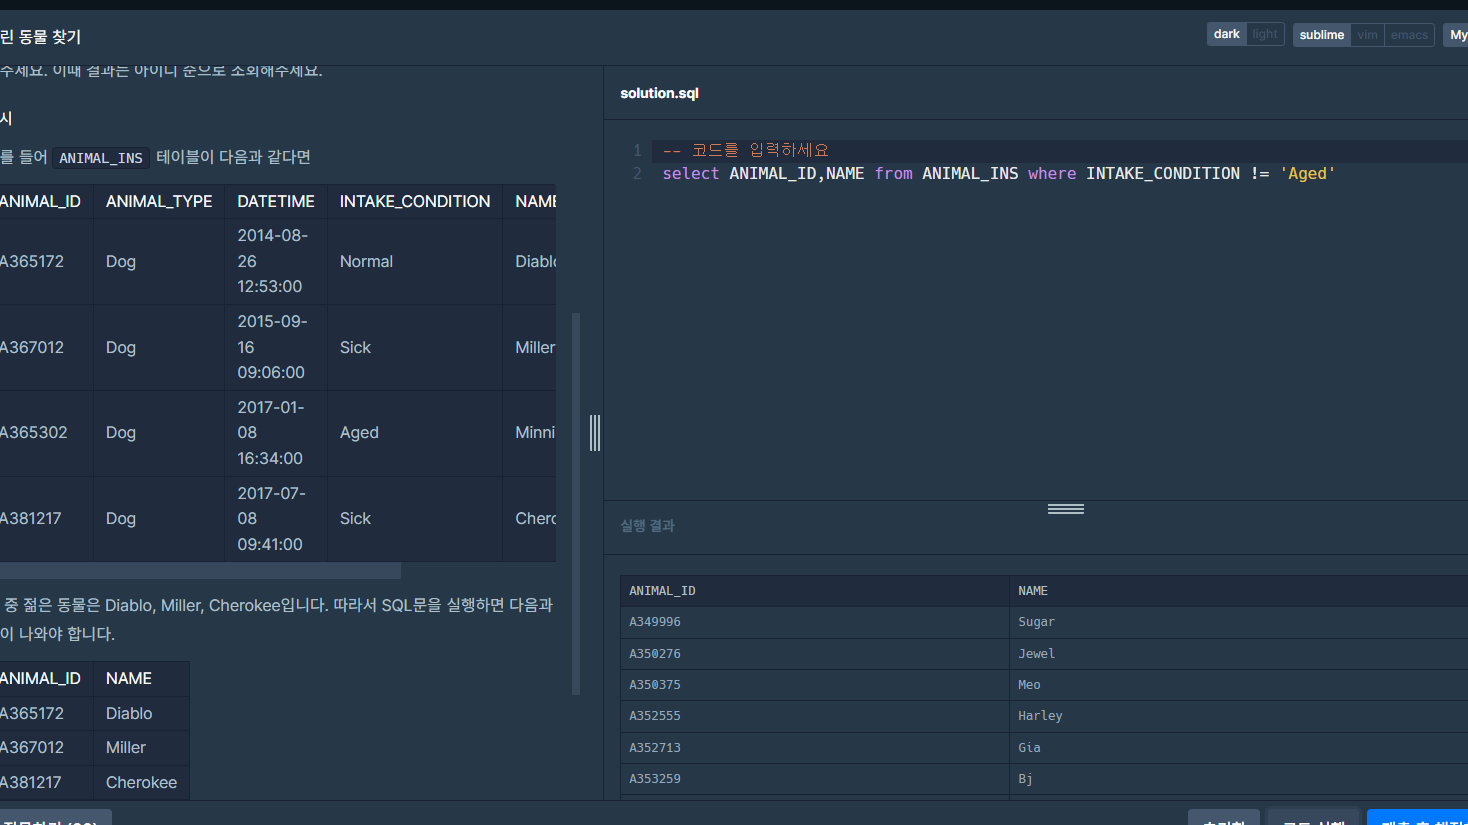 린 동물 찾기
dark light sublime vim emacs My
주세요. 이때 결과는 아이디 순으로 조회해주세요.
시
를 들어 ANIMAL_INS 테이블이 다음과 같다면
ANIMAL_ID ANIMAL_TYPE DATETIME INTAKE_CONDITION NAME
A365172 Dog 2014-08-26 12:53:00 Normal Diablo
A367012 Dog 2015-09-16 09:06:00 Sick Miller
A365302 Dog 2017-01-08 16:34:00 Aged Minni
A381217 Dog 2017-07-08 09:41:00 Sick Chero
중 젊은 동물은 Diablo, Miller, Cherokee입니다. 따라서 SQL문을 실행하면 다음과
이 나와야 합니다.
ANIMAL_ID NAME
A365172 Diablo
A367012 Miller
A381217 Cherokee
solution.sql
1 -- 코드를 입력하세요
2 select ANIMAL_ID,NAME from ANIMAL_INS where INTAKE_CONDITION != 'Aged'
실행 결과
ANIMAL_ID NAME
A349996 Sugar
A350276 Jewel
A350375 Meo
A352555 Harley
A352713 Gia
A353259 Bj